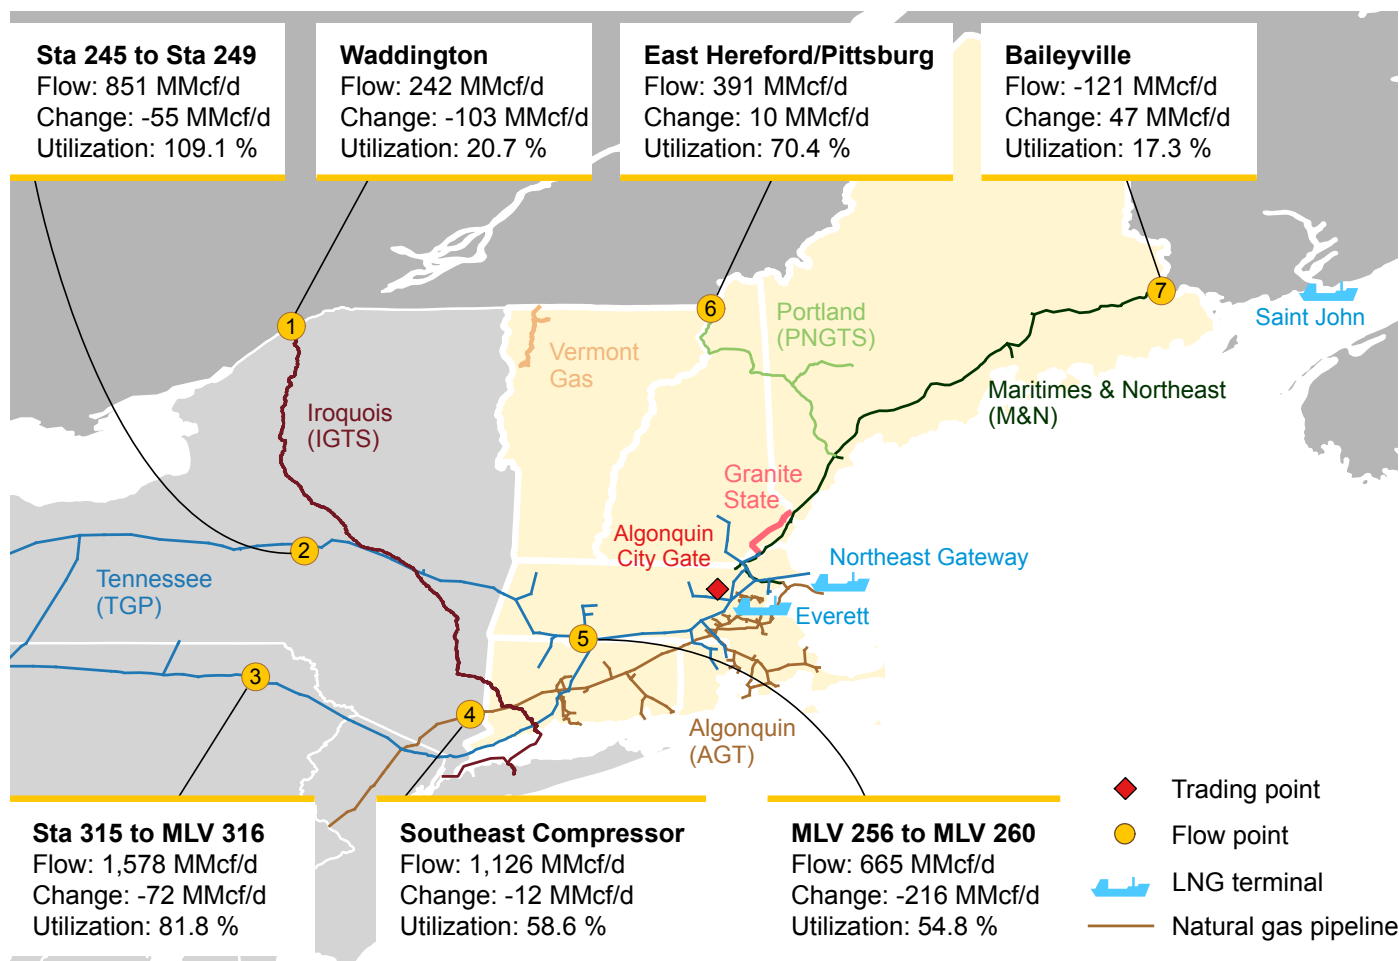 Sta 245 to Sta 249
Flow: 851 MMcf/d
Change: -55 MMcf/d
Utilization: 109.1 %
Waddington
Flow: 242 MMcf/d
Change: -103 MMcf/d
Utilization: 20.7 %
East Hereford/Pittsburg
Flow: 391 MMcf/d
Change: 10 MMcf/d
Utilization: 70.4 %
Baileyville
Flow: -121 MMcf/d
Change: 47 MMcf/d
Utilization: 17.3 %
7
6
1
Saint John
Portland
(PNGTS)
Vermont
Gas
Maritimes & Northeast
(M&N)
Iroquois
(IGTS)
Granite
State
Algonquin
City Gate
2
Northeast Gateway
Tennessee
(TGP)
Everett
5
3
4
Algonquin
(AGT)
Sta 315 to MLV 316
Flow: 1,578 MMcf/d
Change: -72 MMcf/d
Utilization: 81.8 %
Southeast Compressor
Flow: 1,126 MMcf/d
Change: -12 MMcf/d
Utilization: 58.6 %
MLV 256 to MLV 260
Flow: 665 MMcf/d
Change: -216 MMcf/d
Utilization: 54.8 %
Trading point
Flow point
LNG terminal
Natural gas pipeline